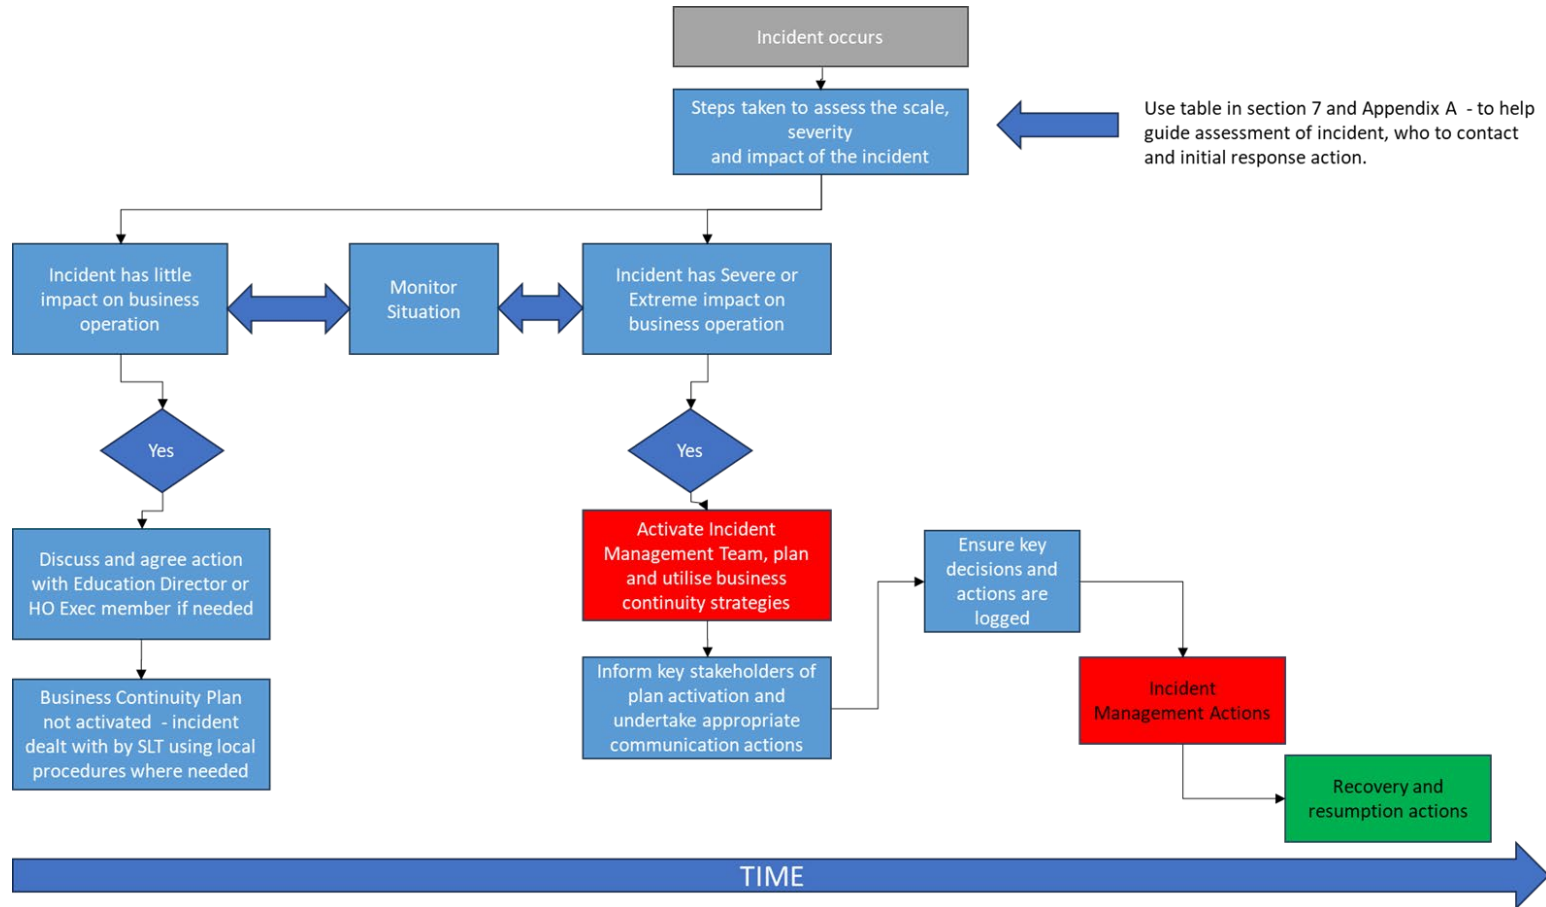 Incident occurs
Steps taken to assess the scale,
severity
and impact of the incident
Use table in section 7 and Appendix A  - to help
guide assessment of incident, who to contact
and initial response action.
Incident has little
impact on business
operation
Monitor
Situation
Incident has Severe or
Extreme impact on
business operation
Yes
Yes
Discuss and agree action
with Education Director or
HO Exec member if needed
Activate Incident
Management Team, plan
and utilise business
continuity strategies
Ensure key
decisions and
actions are
logged
Business Continuity Plan
not activated  - incident
dealt with by SLT using local
procedures where needed
Inform key stakeholders of
plan activation and
undertake appropriate
communication actions
Incident
Management Actions
Recovery and
resumption actions
TIME